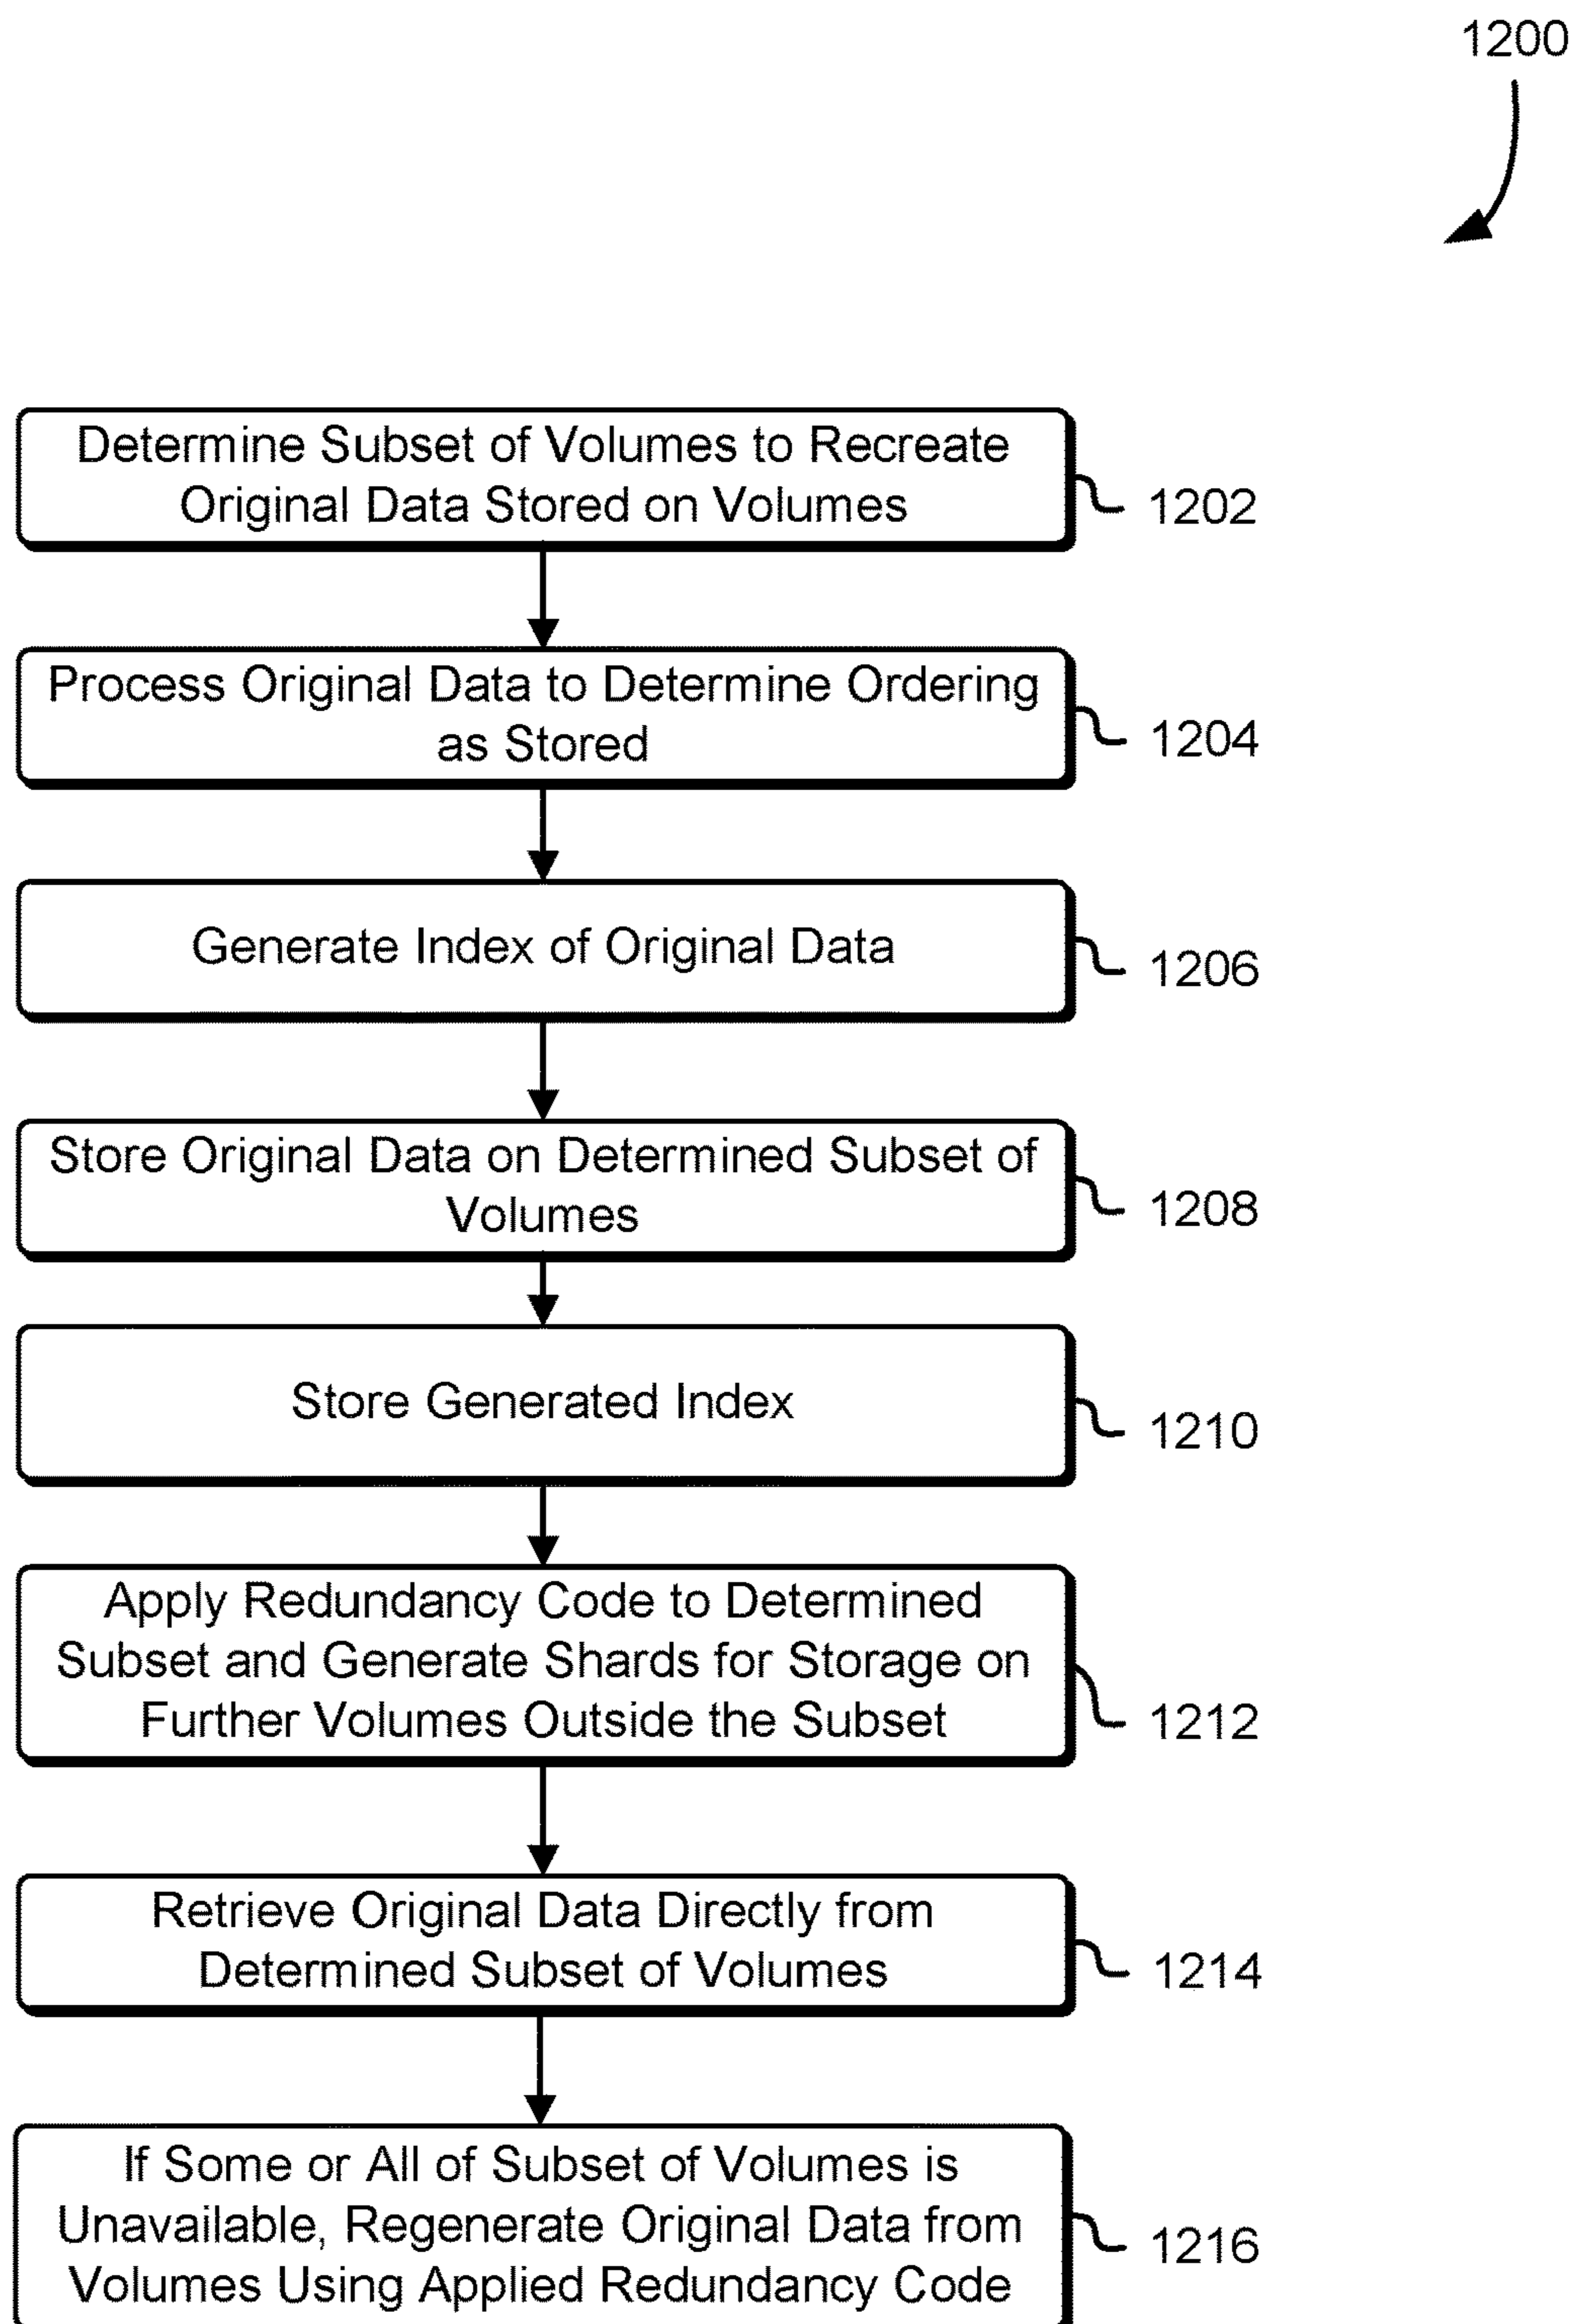 1200
Determine Subset of Volumes to Recreate
Original Data Stored on Volumes
1202
Process Original Data to Determine Ordering
as Stored
1204
Generate Index of Original Data
1206
Store Original Data on Determined Subset of
Volumes
1208
Store Generated Index
1210
Apply Redundancy Code to Determined
Subset and Generate Shards for Storage on
Further Volumes Outside the Subset
1212
Retrieve Original Data Directly from
Determined Subset of Volumes
1214
If Some or All of Subset of Volumes is
Unavailable, Regenerate Original Data from
Volumes Using Applied Redundancy Code
1216